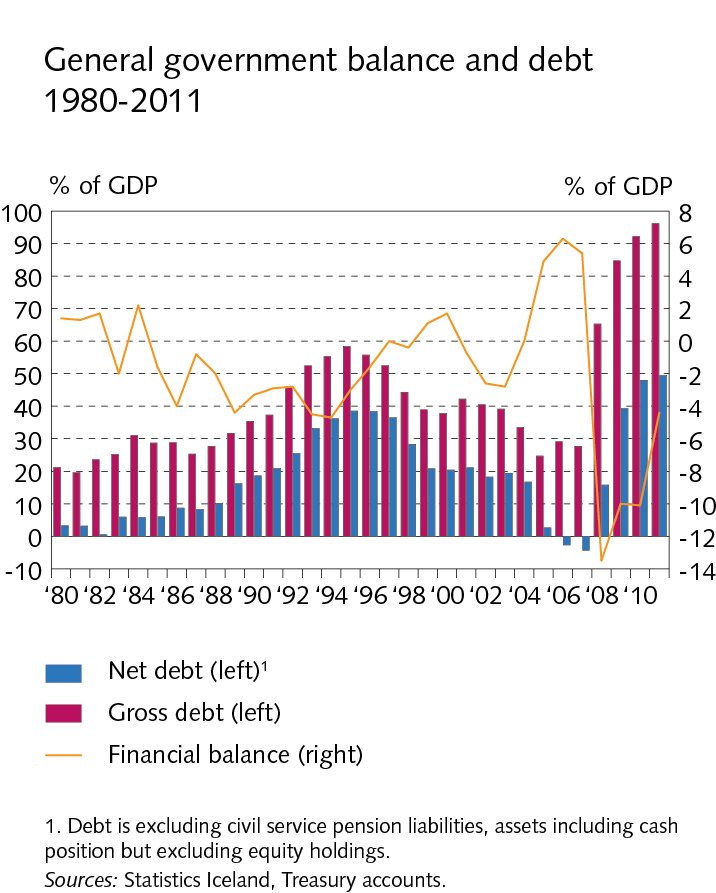 General government balance and debt
1980-2011
% of GDP % of GDP
100 8
90 6
80 4
70 2
60 0
50 -2
40 -4
30 -6
20 -8
10 -10
0 -12
-10 -14
‘80 ‘82 ‘84 ‘86 ‘88 ‘90 ‘92 ‘94 ‘96 ‘98 ‘00 ‘02 ‘04 ‘06 ‘08 ‘10
Net debt (left)¹
Gross debt (left)
Financial balance (right)
1. Debt is excluding civil service pension liabilities, assets including cash
position but excluding equity holdings.
Sources: Statistics Iceland, Treasury accounts.